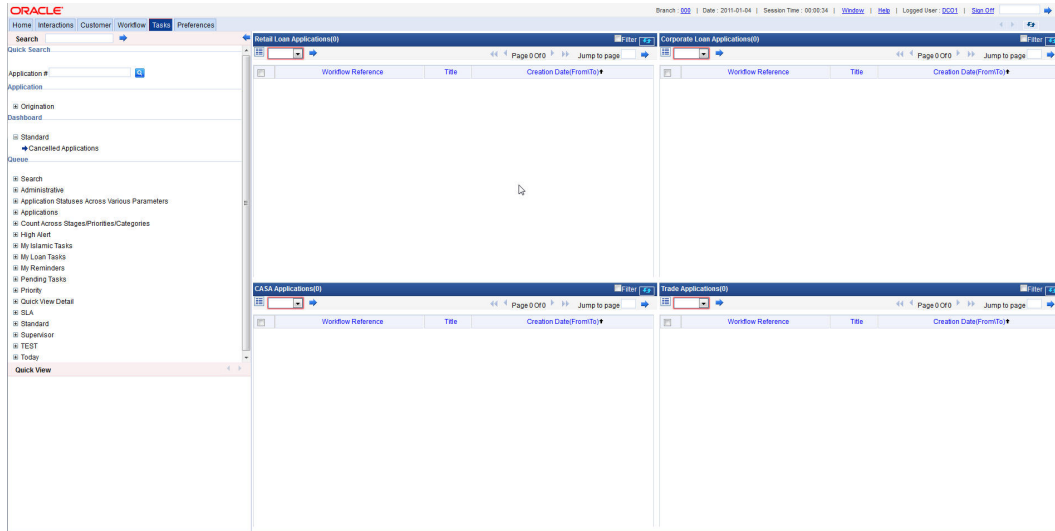 ORACLE
Branch : 000 | Date : 2011-01-04 | Session Time : 00:00:34 | Window | Help | Logged User : DCO1 | Sign Off
Home Interactions Customer Workflow Tasks Preferences
Search
Quick Search
Application #
Application
Origination
Dashboard
Standard
Cancelled Applications
Queue
Search
Administrative
Application Statuses Across Various Parameters
Applications
Count Across Stages/Priorities/Categories
High Alert
My Islamic Tasks
My Loan Tasks
My Reminders
Pending Tasks
Priority
Quick View Detail
SLA
Standard
Supervisor
TEST
Today
Quick View
Retail Loan Applications(0) Filter
Page 0 Of 0 Jump to page
Workflow Reference Title Creation Date(From\To)
Corporate Loan Applications(0) Filter
Page 0 Of 0 Jump to page
Workflow Reference Title Creation Date(From\To)
CASA Applications(0) Filter
Page 0 Of 0 Jump to page
Workflow Reference Title Creation Date(From\To)
Trade Applications(0) Filter
Page 0 Of 0 Jump to page
Workflow Reference Title Creation Date(From\To)